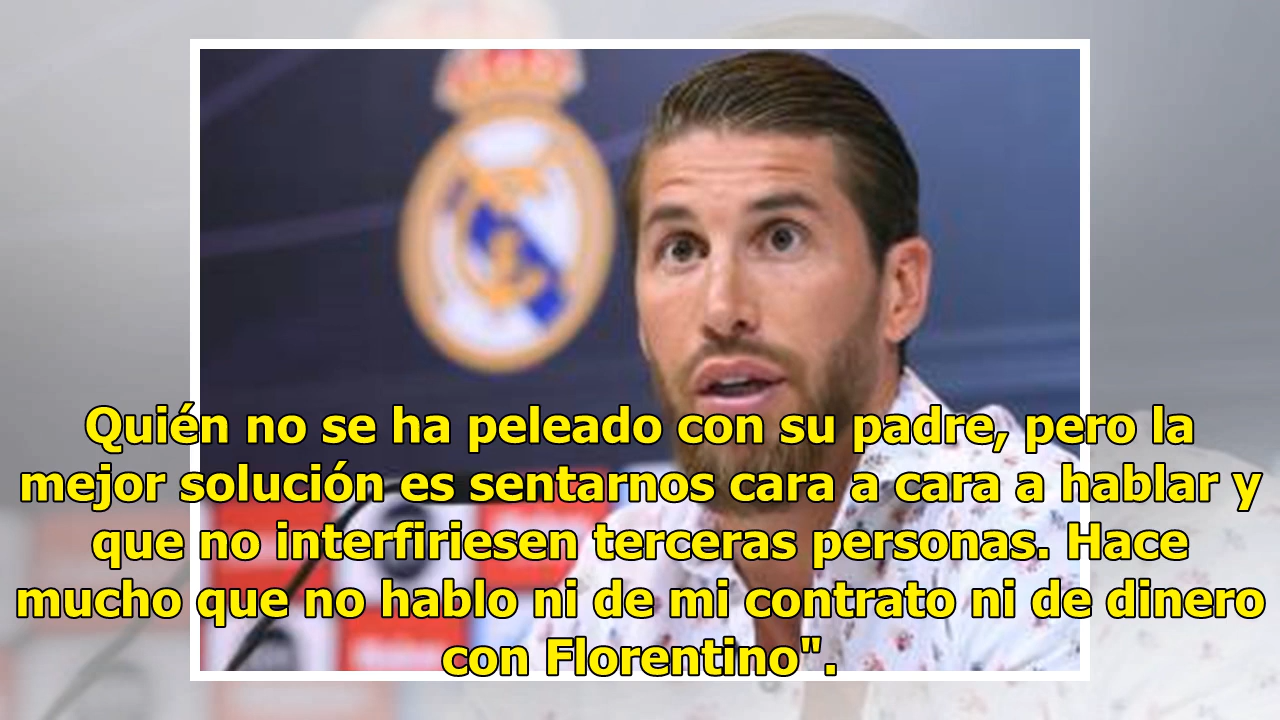 Quién no se ha peleado con su padre, pero la
mejor solución es sentarnos cara a cara a hablar y
que no interfiriesen terceras personas. Hace
mucho que no hablo ni de mi contrato ni de dinero
con Florentino".